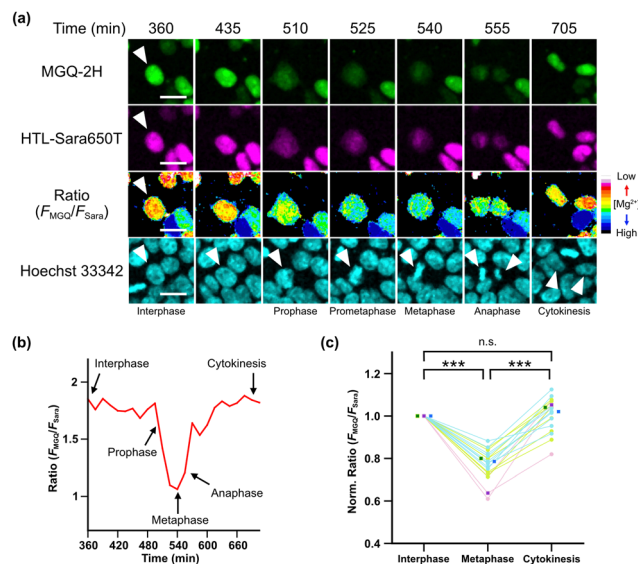 (a)
Time (min) 360 435 510 525 540 555 705
MGQ-2H
HTL-Sara650T
Ratio
(FMGQ/FSara)
Low
[Mg2+]
High
Hoechst 33342
Interphase Prophase Prometaphase Metaphase Anaphase Cytokinesis
(b)
Ratio (FMGQ/FSara)
2
1.8
1
Interphase
Cytokinesis
Prophase
Anaphase
Metaphase
360 420 480 540 600 660
Time (min)
(c)
Norm. Ratio (FMGQ/FSara)
n.s.
*** ***
1.2
1.0
0.8
0.6
0.4
Interphase Metaphase Cytokinesis